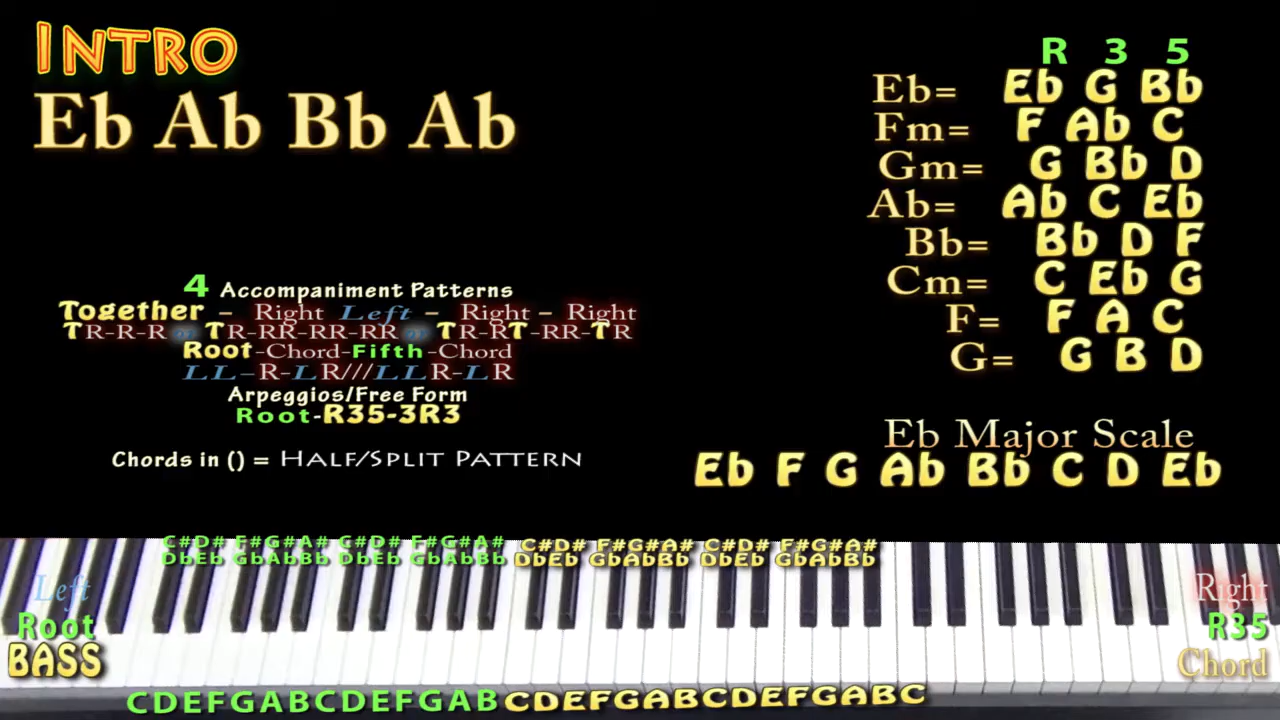 INTRO
Eb Ab Bb Ab
R 3 5
Eb= Eb G Bb
Fm= F Ab C
Gm= G Bb D
Ab= Ab C Eb
Bb= Bb D F
Cm= C Eb G
F= F A C
G= G B D
4 Accompaniment Patterns
Together – Right Left – Right – Right
TR-R-R or TR-RR-RR-RR or TR-RT-RR-TR
Root-Chord-Fifth-Chord
LL–R-LR///LLR-LR
Arpeggios/Free Form
Root-R35-3R3
Chords in () = HALF/SPLIT PATTERN
Eb Major Scale
Eb F G Ab Bb C D Eb
C#D# F#G#A# C#D# F#G#A# C#D# F#G#A# C#D# F#G#A#
DbEb GbAbBb DbEb GbAbBb DbEb GbAbBb DbEb GbAbBb
Left
Root
BASS
Right
R35
Chord
CDEFGABCDEFGAB CDEFGABCDEFGABC